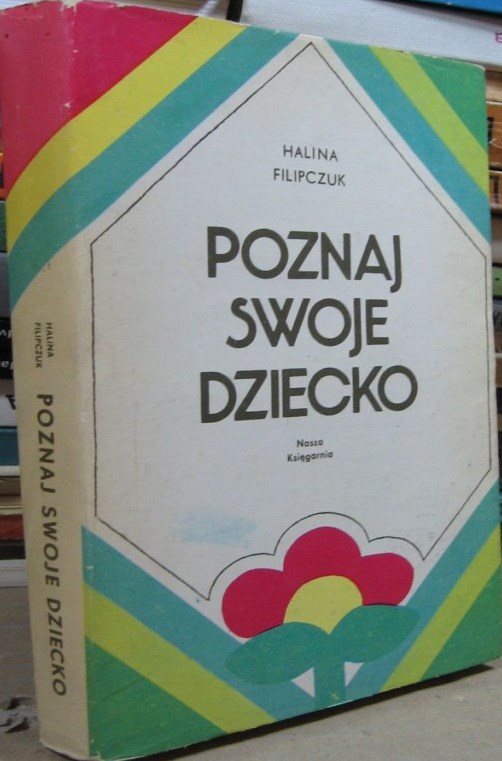 HALINA
FILIPCZUK
POZNAJ
SWOJE
DZIECKO
Nasza
Księgarnia
HALINA
FILIPCZUK
POZNAJ SWOJE DZIECKO